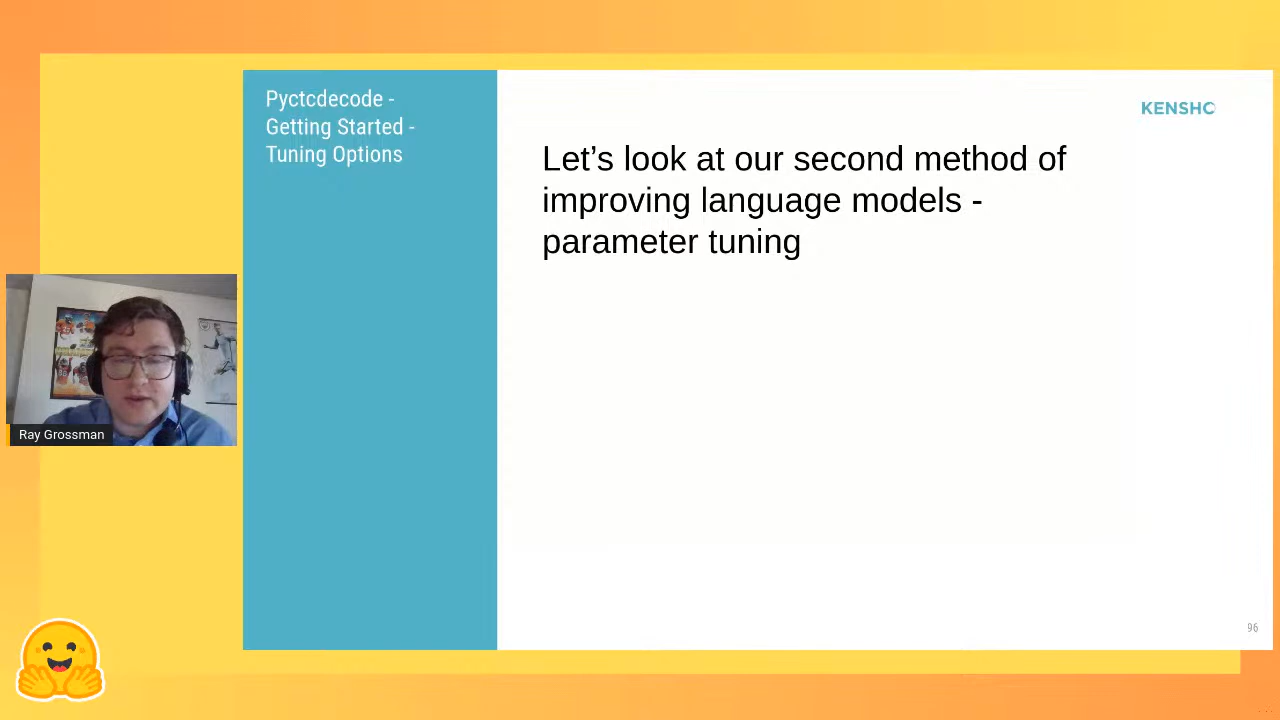 Pyctcdecode -
Getting Started -
Tuning Options
KENSHO
Let’s look at our second method of
improving language models -
parameter tuning
Ray Grossman
96